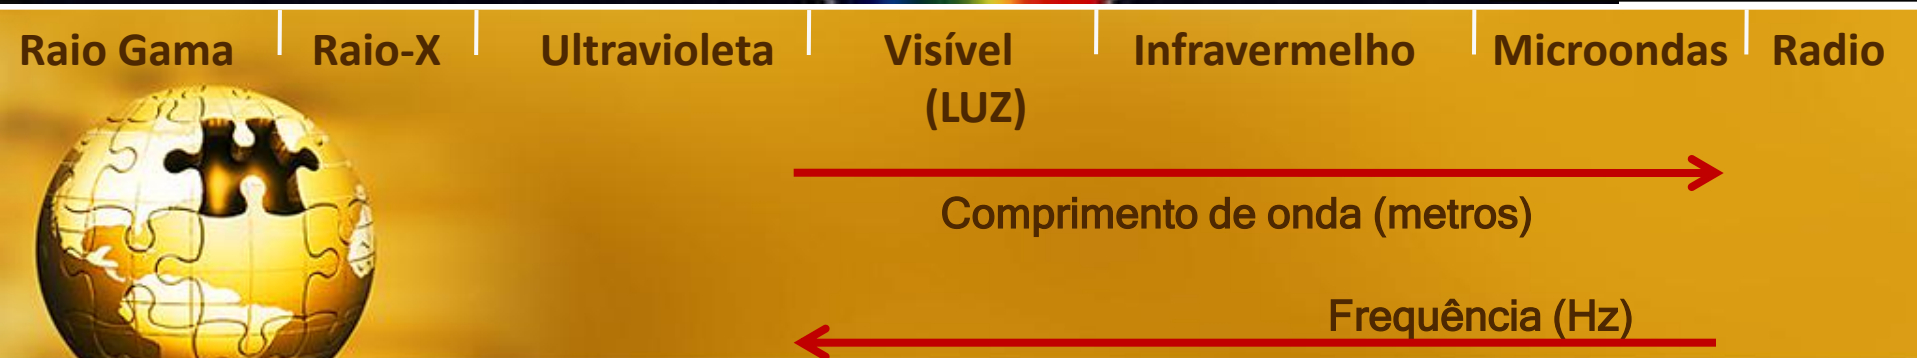 Raio Gama Raio-X Ultravioleta Visível Infravermelho Microondas Radio
(LUZ)
Comprimento de onda (metros)
Frequência (Hz)